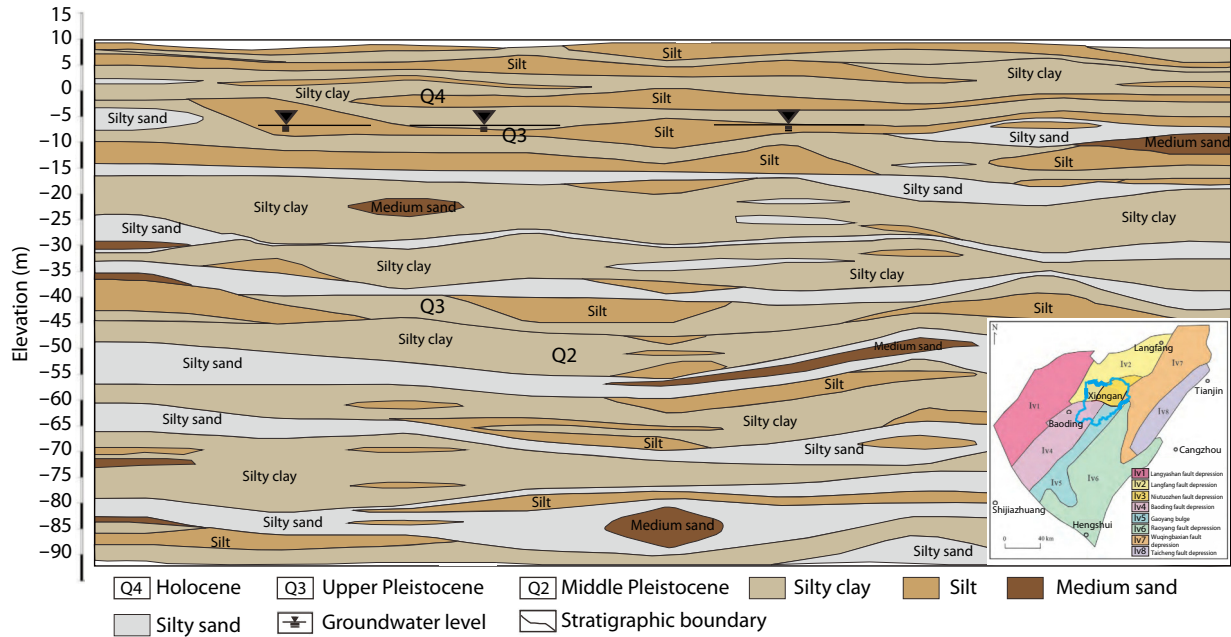 15
10
5
0
−5
−10
−15
−20
−25
−30
−35
−40
−45
−50
−55
−60
−65
−70
−75
−80
−85
−90
Elevation (m)
Silt
Silt
Silty clay
Silty clay
Q4
Silt
Silty sand
Q3
Silt
Silty sand
Medium sand
Silt
Silt
Silty sand
Silty clay
Medium sand
Silty clay
Silty sand
Silty clay
Silty clay
Q3
Silt
Silt
Silty clay
Q2
Medium sand
Silty sand
Silt
Silty sand
Silty clay
Silt
Silty sand
Silty clay
Silt
Silty sand
Medium sand
Silt
Silty sand
N
Langfang
Iv7
Iv2
Tianjin
Xiongan
Iv1
Iv8
Baoding
Cangzhou
Iv4
Iv5
Iv6
Shijiazhuang
Hengshui
0 40 km
Iv1 Langyashan fault depression
Iv2 Langfang fault depression
Iv3 Niutuozhen fault depression
Iv4 Baoding fault depression
Iv5 Gaoyang bulge
Iv6 Raoyang fault depression
Iv7 Wuqingbaxian fault
depression
Iv8 Taicheng fault depression
Q4 Holocene Q3 Upper Pleistocene Q2 Middle Pleistocene Silty clay Silt Medium sand
Silty sand Groundwater level Stratigraphic boundary